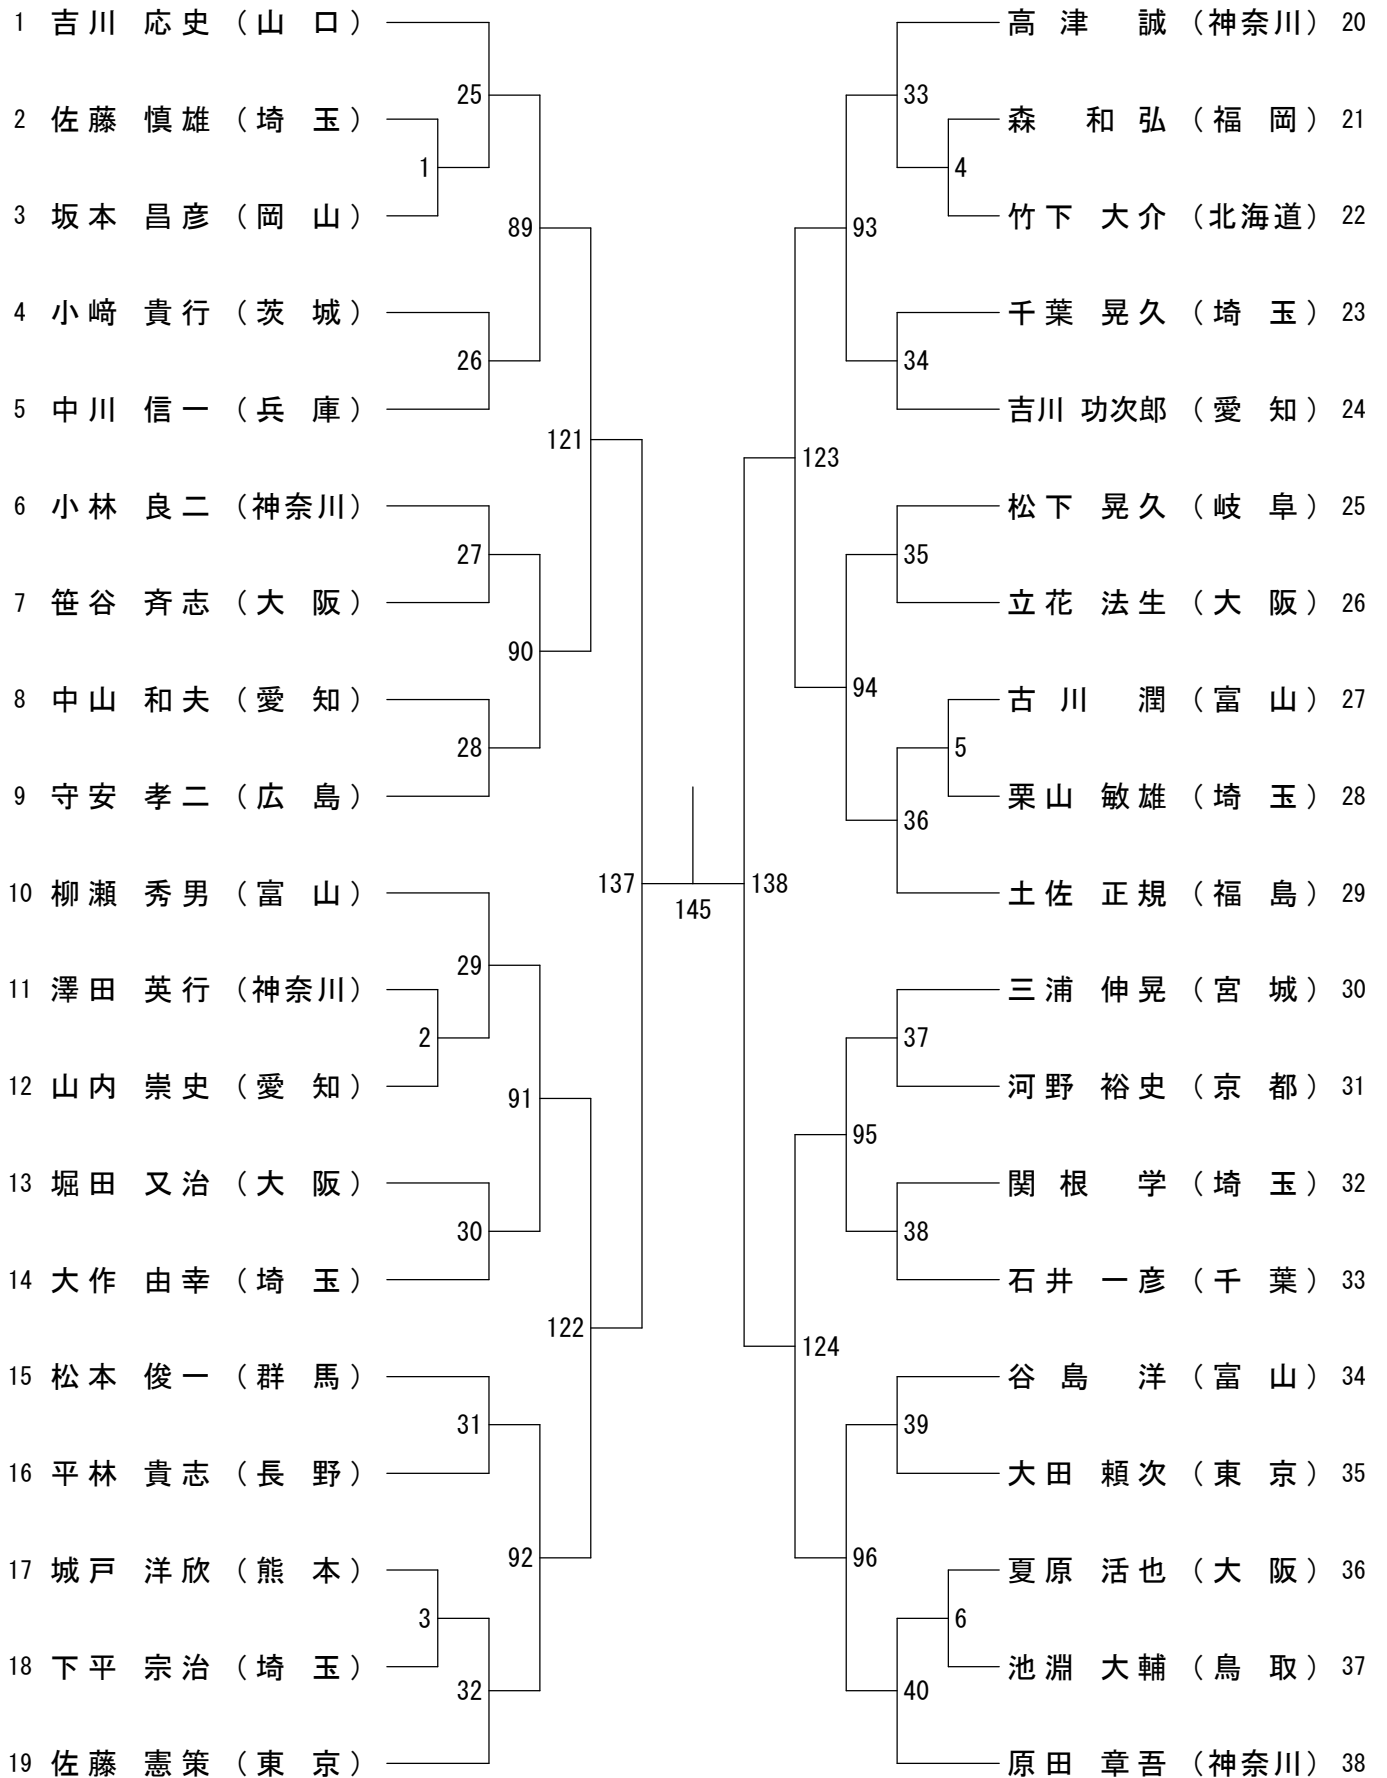 1 吉川 応史 （山 口）
25
2 佐藤 慎雄 （埼 玉）
1
3 坂本 昌彦 （岡 山）
89
4 小﨑 貴行 （茨 城）
26
5 中川 信一 （兵 庫）
121
6 小林 良二 （神奈川）
27
7 笹谷 斉志 （大 阪）
90
8 中山 和夫 （愛 知）
28
9 守安 孝二 （広 島）
137
10 柳瀬 秀男 （富 山）
29
11 澤田 英行 （神奈川）
2
12 山内 崇史 （愛 知）
91
13 堀田 又治 （大 阪）
30
14 大作 由幸 （埼 玉）
122
15 松本 俊一 （群 馬）
31
16 平林 貴志 （長 野）
92
17 城戸 洋欣 （熊 本）
3
18 下平 宗治 （埼 玉）
32
19 佐藤 憲策 （東 京）
145
高津 誠 （神奈川） 20
33
森 和弘 （福 岡） 21
4
竹下 大介 （北海道） 22
93
千葉 晃久 （埼 玉） 23
34
吉川 功次郎 （愛 知） 24
123
松下 晃久 （岐 阜） 25
35
立花 法生 （大 阪） 26
94
古川 潤 （富 山） 27
5
栗山 敏雄 （埼 玉） 28
36
138
土佐 正規 （福 島） 29
三浦 伸晃 （宮 城） 30
37
河野 裕史 （京 都） 31
95
関根 学 （埼 玉） 32
38
石井 一彦 （千 葉） 33
124
谷島 洋 （富 山） 34
39
大田 頼次 （東 京） 35
96
夏原 活也 （大 阪） 36
6
池淵 大輔 （鳥 取） 37
40
原田 章吾 （神奈川） 38